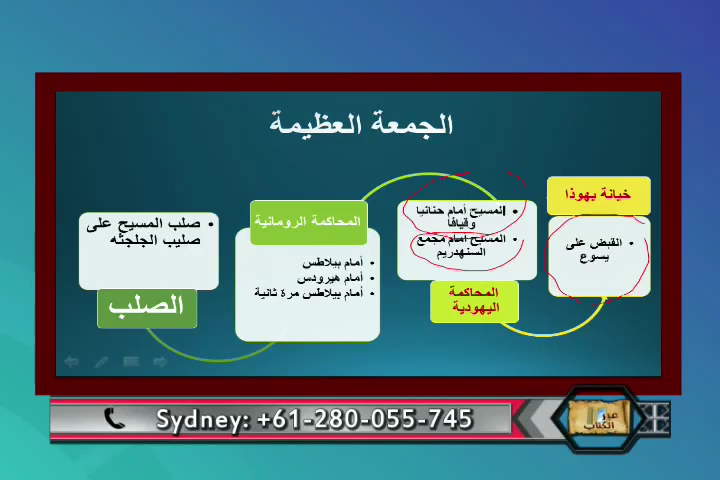 الجمعة العظيمة
خيانة يهوذا
• القبض على
يسوع
• المسيح أمام حنانيا
وقيافا
• المسيح امام مجمع
السنهدريم
المحاكمة
اليهودية
المحاكمة الرومانية
• أمام بيلاطس
• أمام هيرودس
• أمام بيلاطس مرة ثانية
• صلب المسيح على
صليب الجلجثه
الصلب
Sydney: +61-280-055-745
عبر
الكتاب